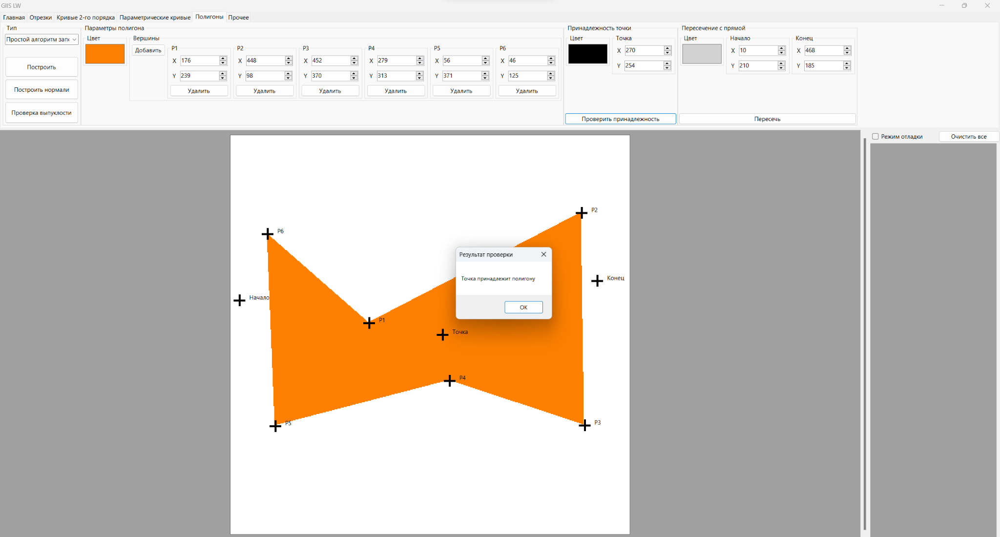 GIIS LW
Главная Отрезки Кривые 2-го порядка Параметрические кривые Полигоны Прочее
Тип
Простой алгоритм запо
Построить
Построить нормали
Проверка выпуклости
Параметры полигона
Цвет
Вершины
Добавить
P1
X 176
Y 239
Удалить
P2
X 448
Y 98
Удалить
P3
X 452
Y 370
Удалить
P4
X 279
Y 313
Удалить
P5
X 56
Y 371
Удалить
P6
X 46
Y 125
Удалить
Принадлежность точки
Цвет
Точка
X 270
Y 254
Проверить принадлежность
Пересечение с прямой
Цвет
Начало
X 10
Y 210
Конец
X 468
Y 185
Пересечь
Режим отладки
Очистить все
P2
P6
Результат проверки
Точка принадлежит полигону
OK
Конец
Начало
P1
Точка
P4
P5
P3